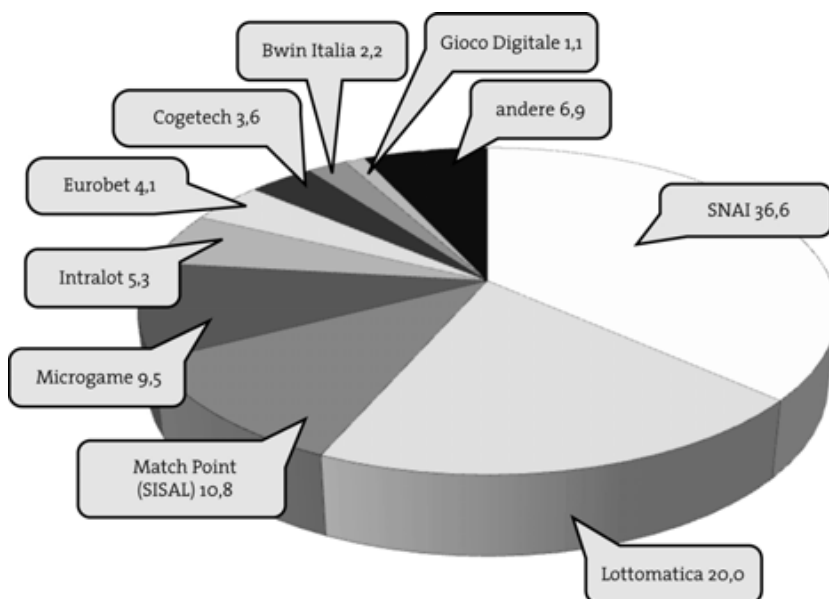 Gioco Digitale 1,1
Bwin Italia 2,2
andere 6,9
Cogetech 3,6
Eurobet 4,1
SNAI 36,6
Intralot 5,3
Microgame 9,5
Match Point
(SISAL) 10,8
Lottomatica 20,0